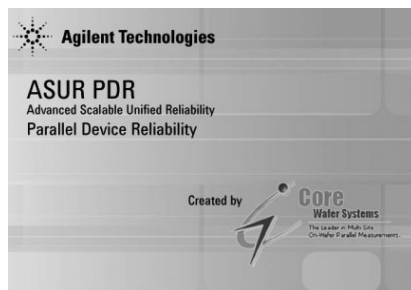 Agilent Technologies
ASUR PDR
Advanced Scalable Unified Reliability
Parallel Device Reliability
Created by
Core
Wafer Systems
The Leader in Multi Site
On-Wafer Parallel Measurements.